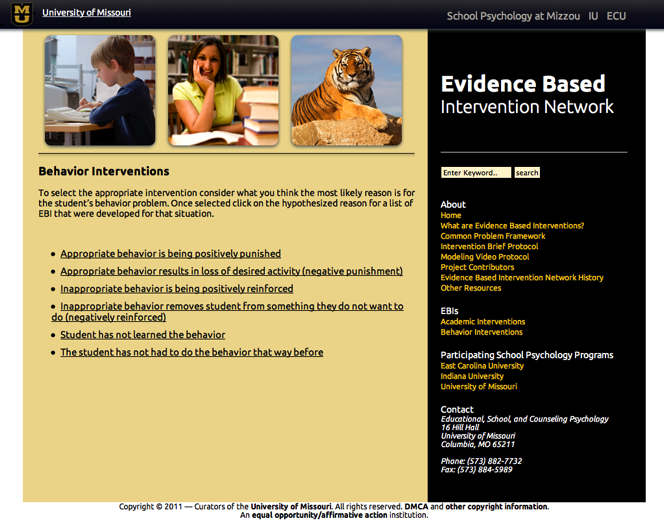 MU
University of Missouri
School Psychology at Mizzou IU ECU
Behavior Interventions
To select the appropriate intervention consider what you think the most likely reason is for
the student's behavior problem. Once selected click on the hypothesized reason for a list of
EBI that were developed for that situation.
Appropriate behavior is being positively punished
Appropriate behavior results in loss of desired activity (negative punishment)
Inappropriate behavior is being positively reinforced
Inappropriate behavior removes student from something they do not want to
do (negatively reinforced)
Student has not learned the behavior
The student has not had to do the behavior that way before
Evidence Based
Intervention Network
Enter Keyword.. search
About
Home
What are Evidence Based Interventions?
Common Problem Framework
Intervention Brief Protocol
Modeling Video Protocol
Project Contributors
Evidence Based Intervention Network History
Other Resources
EBIs
Academic Interventions
Behavior Interventions
Participating School Psychology Programs
East Carolina University
Indiana University
University of Missouri
Contact
Educational, School, and Counseling Psychology
16 Hill Hall
University of Missouri
Columbia, MO 65211
Phone: (573) 882-7732
Fax: (573) 884-5989
Copyright © 2011 — Curators of the University of Missouri. All rights reserved. DMCA and other copyright information.
An equal opportunity/affirmative action institution.